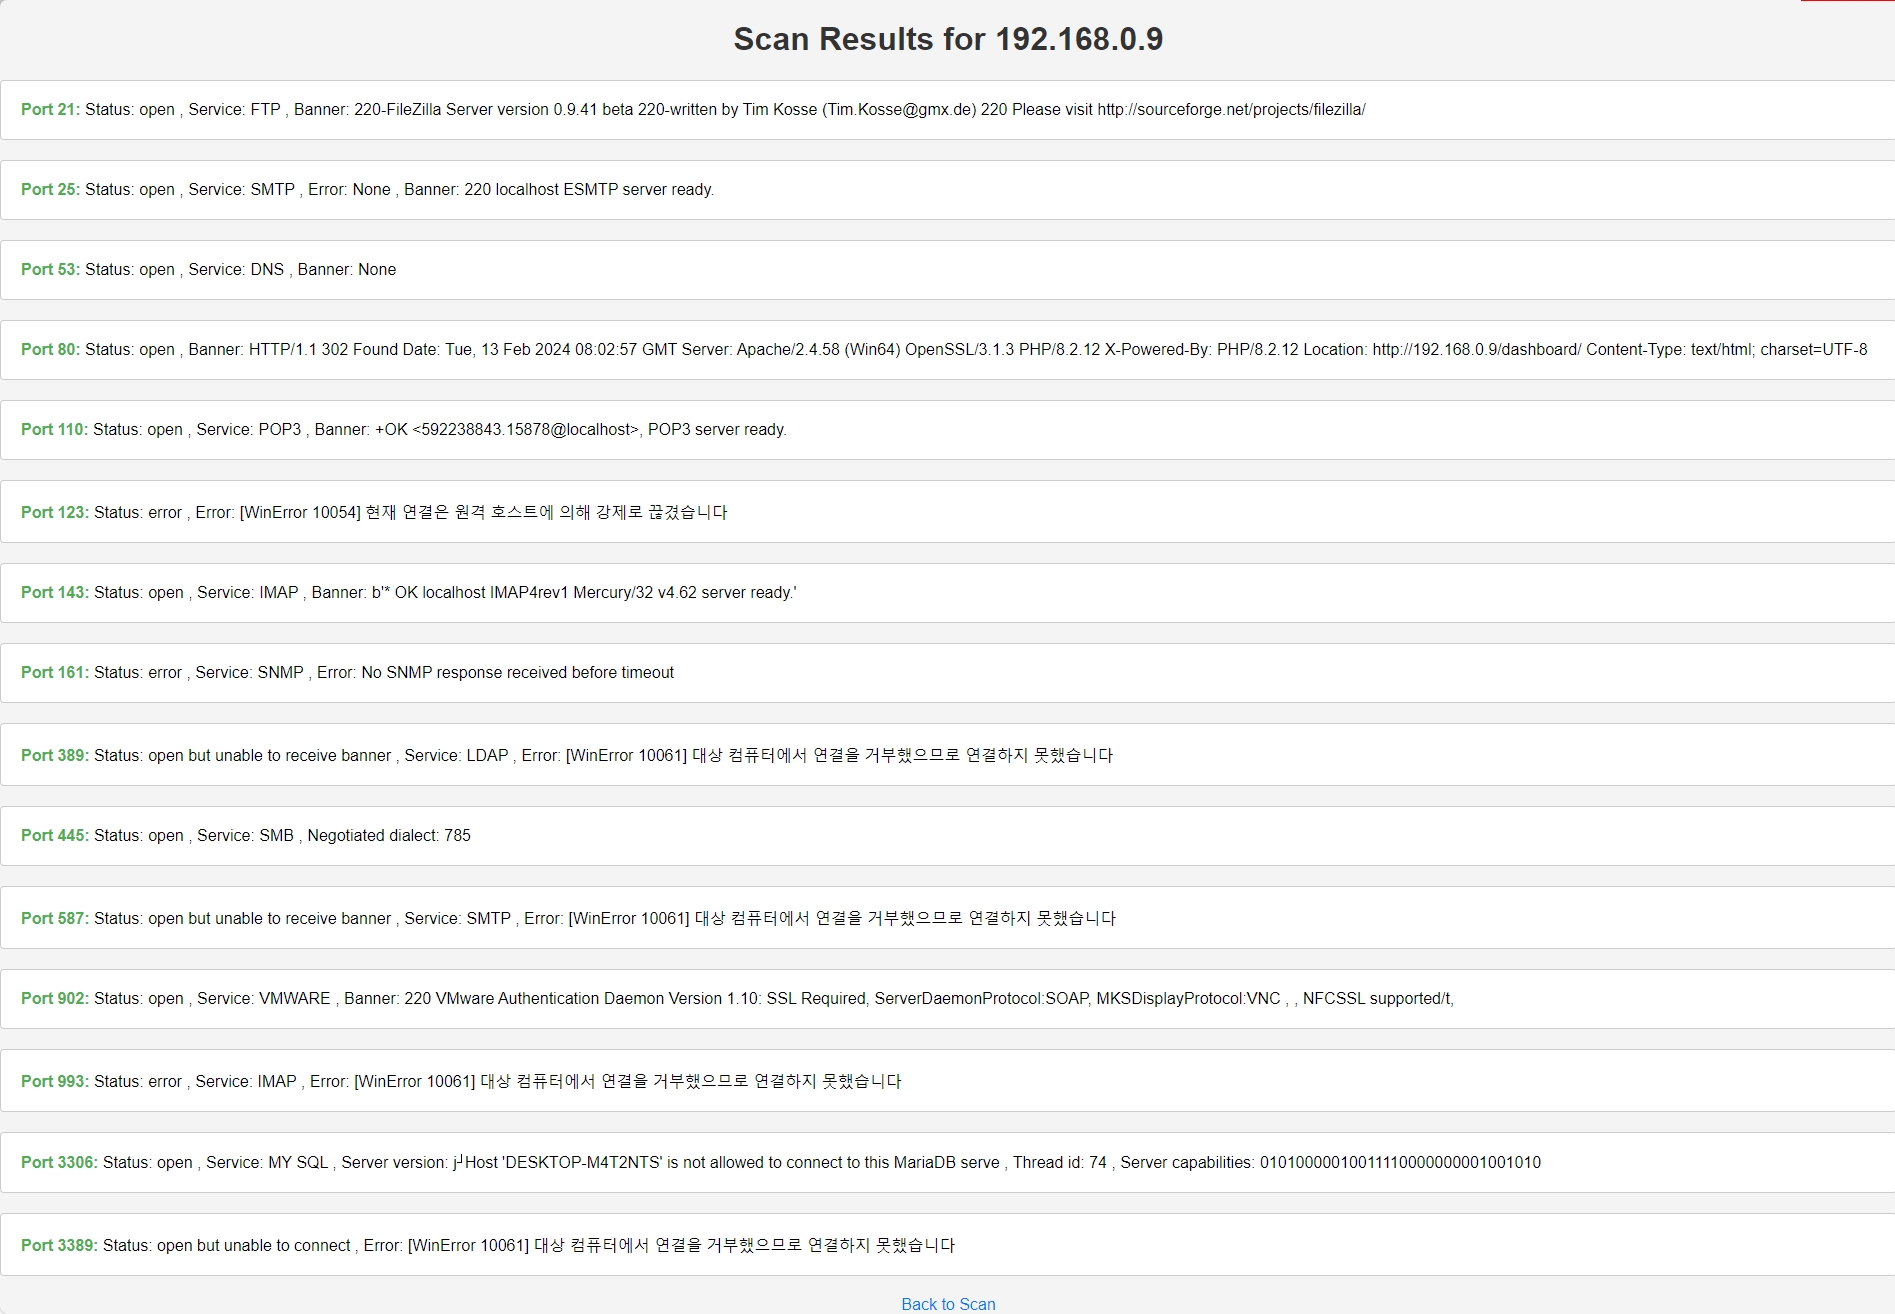 Scan Results for 192.168.0.9
Port 21: Status: open , Service: FTP , Banner: 220-FileZilla Server version 0.9.41 beta 220-written by Tim Kosse (Tim.Kosse@gmx.de) 220 Please visit http://sourceforge.net/projects/filezilla/
Port 25: Status: open , Service: SMTP , Error: None , Banner: 220 localhost ESMTP server ready.
Port 53: Status: open , Service: DNS , Banner: None
Port 80: Status: open , Banner: HTTP/1.1 302 Found Date: Tue, 13 Feb 2024 08:02:57 GMT Server: Apache/2.4.58 (Win64) OpenSSL/3.1.3 PHP/8.2.12 X-Powered-By: PHP/8.2.12 Location: http://192.168.0.9/dashboard/ Content-Type: text/html; charset=UTF-8
Port 110: Status: open , Service: POP3 , Banner: +OK <592238843.15878@localhost>, POP3 server ready.
Port 123: Status: error , Error: [WinError 10054] 현재 연결은 원격 호스트에 의해 강제로 끊겼습니다
Port 143: Status: open , Service: IMAP , Banner: b'* OK localhost IMAP4rev1 Mercury/32 v4.62 server ready.'
Port 161: Status: error , Service: SNMP , Error: No SNMP response received before timeout
Port 389: Status: open but unable to receive banner , Service: LDAP , Error: [WinError 10061] 대상 컴퓨터에서 연결을 거부했으므로 연결하지 못했습니다
Port 445: Status: open , Service: SMB , Negotiated dialect: 785
Port 587: Status: open but unable to receive banner , Service: SMTP , Error: [WinError 10061] 대상 컴퓨터에서 연결을 거부했으므로 연결하지 못했습니다
Port 902: Status: open , Service: VMWARE , Banner: 220 VMware Authentication Daemon Version 1.10: SSL Required, ServerDaemonProtocol:SOAP, MKSDisplayProtocol:VNC , , NFCSSL supported/t,
Port 993: Status: error , Service: IMAP , Error: [WinError 10061] 대상 컴퓨터에서 연결을 거부했으므로 연결하지 못했습니다
Port 3306: Status: open , Service: MY SQL , Server version: j┘Host 'DESKTOP-M4T2NTS' is not allowed to connect to this MariaDB serve , Thread id: 74 , Server capabilities: 01010000010011110000000001001010
Port 3389: Status: open but unable to connect , Error: [WinError 10061] 대상 컴퓨터에서 연결을 거부했으므로 연결하지 못했습니다
Back to Scan